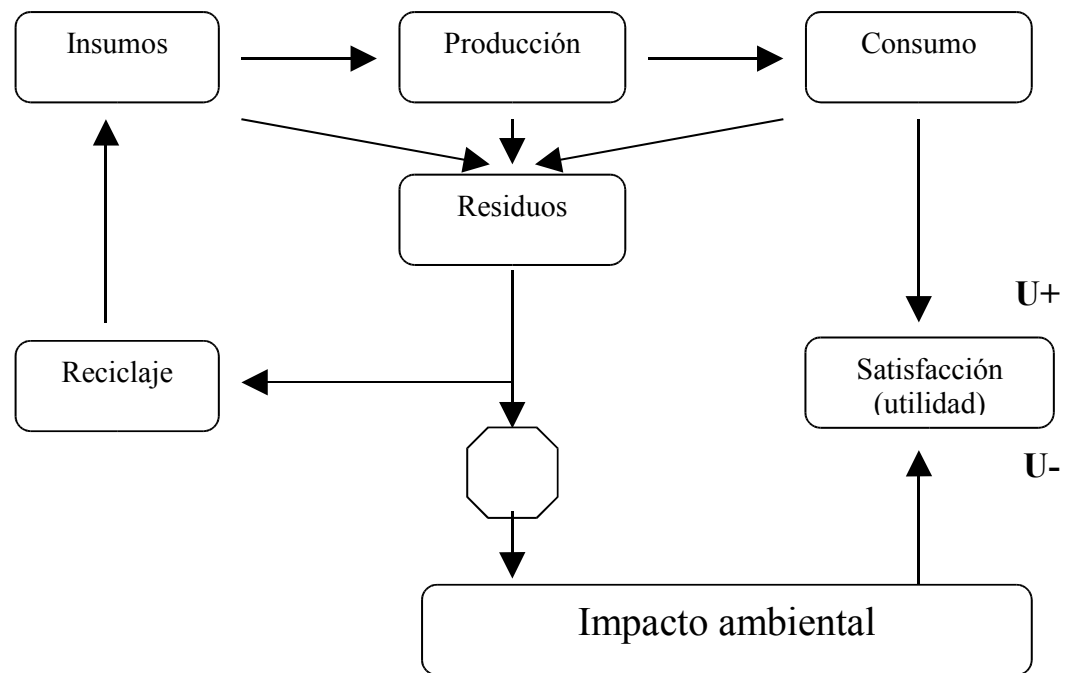 Insumos
Producción
Consumo
Residuos
U+
Reciclaje
Satisfacción
(utilidad)
U-
Impacto ambiental